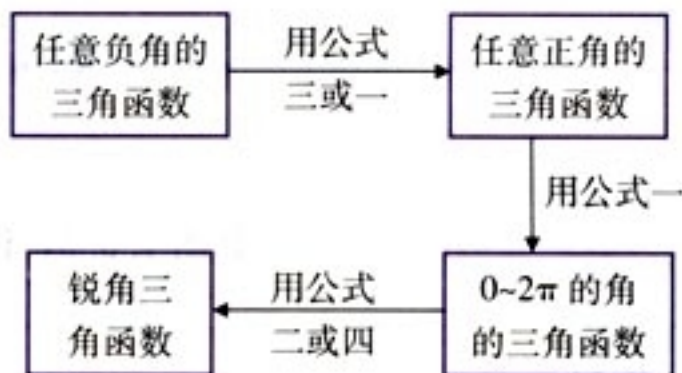 任意负角的
三角函数
用公式
三或一
任意正角的
三角函数
用公式一
0~2π 的角
的三角函数
用公式
二或四
锐角三
角函数